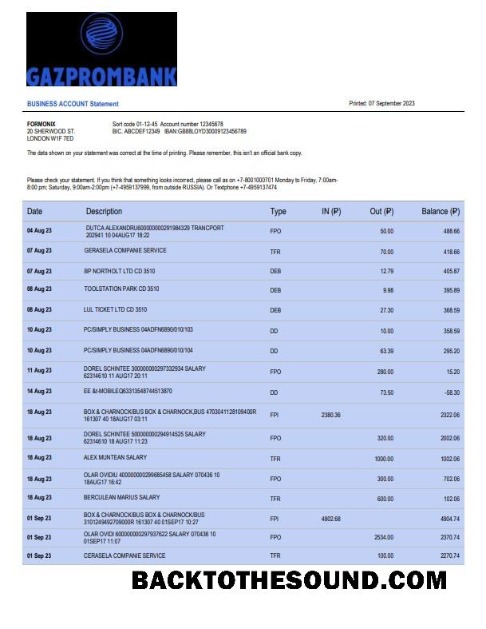 GAZPROMBANK
BUSINESS ACCOUNT Statement
Printed: 07 September 2023
FORMONIX
20 SHERWOOD ST.
LONDON W1F 7ED
Sort code 01-12-45 Account number 12345678
BIC. ABCDEF12349 IBAN:GB8BLOYD30009123456789
The data shown on your statement was correct at the time of printing. Please remember, this isn't an official bank copy.
Please check your statement. If you think that something looks incorrect, please call us on +7-8001000701 Monday to Friday, 7:00am-
8:00 pm; Saturday, 9:00am-2:00pm (+7-4959137999, from outside RUSSIA). Or Textphone +7-4959137474
Date Description Type IN (₽) Out (₽) Balance (₽)
04 Aug 23 DUTCA ALEXANDRU600000000291984329 TRANCPORT
202941 10 04AUG17 18:22 FPO 50.00 488.66
07 Aug 23 GERASELA COMPANIE SERVICE TFR 70.00 418.66
07 Aug 23 BP NORTHOLT LTD CD 3510 DEB 12.79 405.87
08 Aug 23 TOOLSTATION PARK CD 3510 DEB 9.98 395.89
08 Aug 23 LUL TICKET LTD CD 3510 DEB 27.30 368.59
10 Aug 23 PC/SIMPLY BUSINESS 04ADFN6890/010/103 DD 10.00 358.59
10 Aug 23 PC/SIMPLY BUSINESS 04ADFN6890/010/104 DD 63.39 295.20
11 Aug 23 DOREL SCHINTEE 300000000297332934 SALARY
62314610 11 AUG17 20:11 FPO 280.00 15.20
14 Aug 23 EE &t-MOBILEQ63313548744513870 DD 73.50 -58.30
18 Aug 23 BOX & CHARNOCK/BUS BOX & CHARNOCK,BUS 4703041128109400R
161307 40 18AUG17 03:11 FPI 2380.36 2322.06
18 Aug 23 DOREL SCHINTEE 500000000294914525 SALARY
62314610 18 AUG17 11:23 FPO 320.00 2002.06
18 Aug 23 ALEX MUNTEAN SALARY TFR 1000.00 1002.06
18 Aug 23 OLAR OVIDIU 400000000299685458 SALARY 070436 10
18AUG17 16:42 FPO 300.00 702.06
18 Aug 23 BERCULEAN MARIUS SALARY TFR 600.00 102.06
01 Sep 23 BOX & CHARNOCK/BUS BOX & CHARNOCK/BUS
3101249492709000R 161307 40 01SEP17 10:27 FPI 4802.68 4904.74
01 Sep 23 OLAR OVIDI 600000000297937622 SALARY 070436 10
01SEP17 11:07 FPO 2534.00 2370.74
01 Sep 23 CERASELA COMPANIE SERVICE TFR 100.00 2270.74
BACKTOTHESOUND.COM